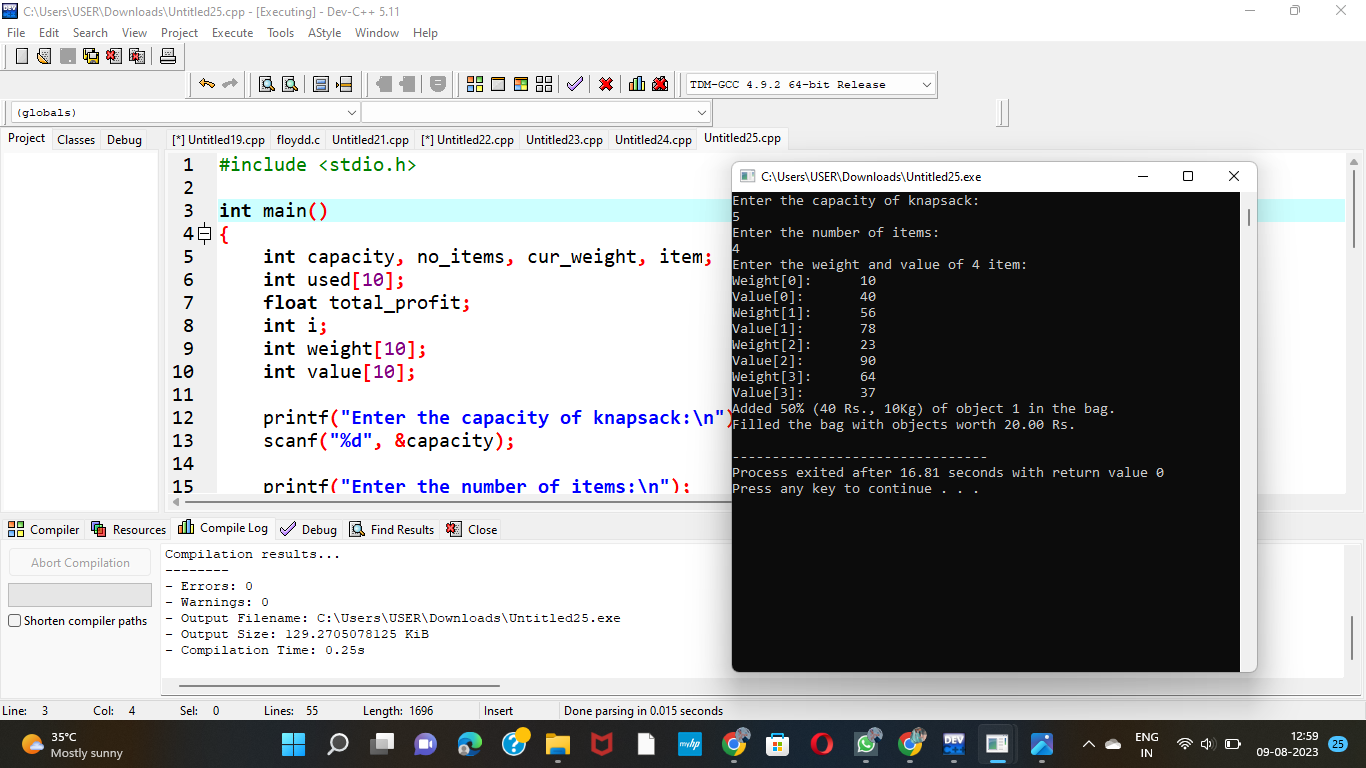 C:\Users\USER\Downloads\Untitled25.cpp - [Executing] - Dev-C++ 5.11
File Edit Search View Project Execute Tools AStyle Window Help
TDM-GCC 4.9.2 64-bit Release
(globals)
Project Classes Debug
[*] Untitled19.cpp floydd.c Untitled21.cpp [*] Untitled22.cpp Untitled23.cpp Untitled24.cpp Untitled25.cpp
1 #include <stdio.h>
2
3 int main()
4 {
5 int capacity, no_items, cur_weight, item;
6 int used[10];
7 float total_profit;
8 int i;
9 int weight[10];
10 int value[10];
11
12 printf("Enter the capacity of knapsack:\n")
13 scanf("%d", &capacity);
14
15 printf("Enter the number of items:\n");
C:\Users\USER\Downloads\Untitled25.exe
Enter the capacity of knapsack:
5
Enter the number of items:
4
Enter the weight and value of 4 item:
Weight[0]: 10
Value[0]: 40
Weight[1]: 56
Value[1]: 78
Weight[2]: 23
Value[2]: 90
Weight[3]: 64
Value[3]: 37
Added 50% (40 Rs., 10Kg) of object 1 in the bag.
Filled the bag with objects worth 20.00 Rs.
--------------------------------
Process exited after 16.81 seconds with return value 0
Press any key to continue . . .
Compiler Resources Compile Log Debug Find Results Close
Abort Compilation
Shorten compiler paths
Compilation results...
--------
- Errors: 0
- Warnings: 0
- Output Filename: C:\Users\USER\Downloads\Untitled25.exe
- Output Size: 129.2705078125 KiB
- Compilation Time: 0.25s
Line: 3 Col: 4 Sel: 0 Lines: 55 Length: 1696 Insert Done parsing in 0.015 seconds
35°C
Mostly sunny
myhp
DEV
ENG
IN
12:59
09-08-2023
25